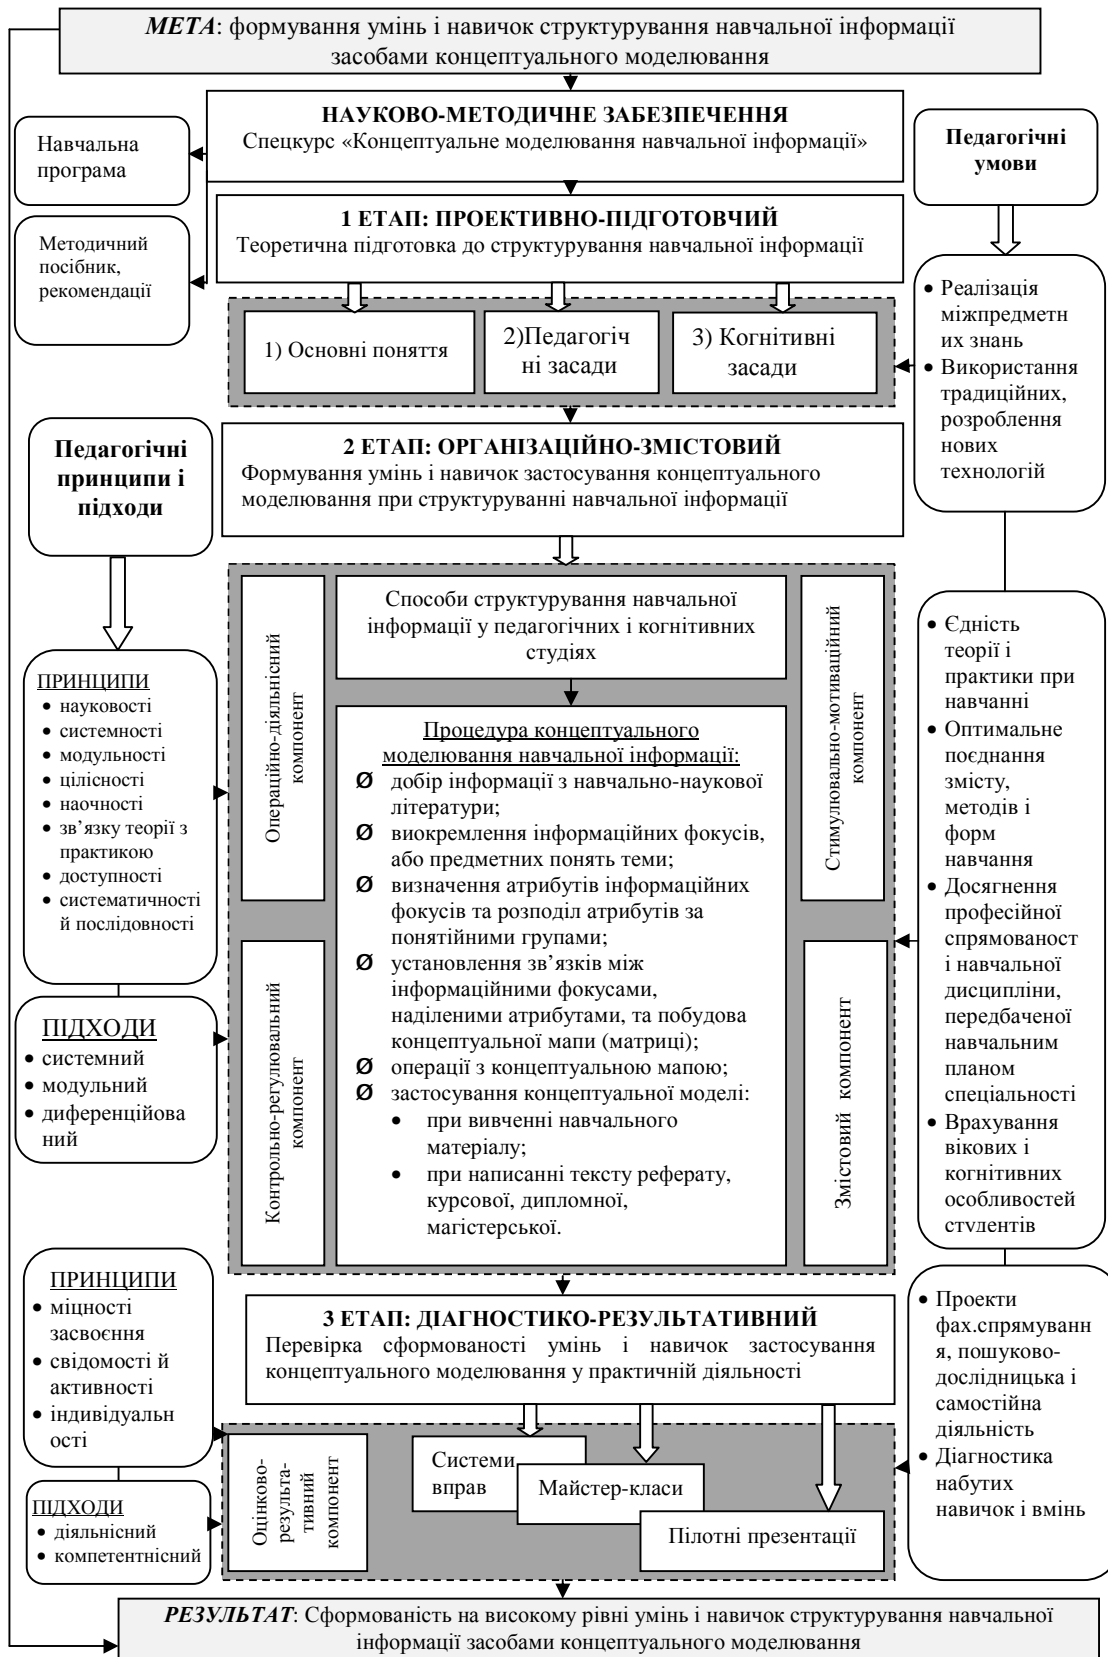 МЕТА: формування умінь і навичок структурування навчальної інформації
засобами концептуального моделювання
НАУКОВО-МЕТОДИЧНЕ ЗАБЕЗПЕЧЕННЯ
Спецкурс «Концептуальне моделювання навчальної інформації»
Навчальна
програма
Методичний
посібник,
рекомендації
Педагогічні
умови
1 ЕТАП: ПРОЕКТИВНО-ПІДГОТОВЧИЙ
Теоретична підготовка до структурування навчальної інформації
1) Основні поняття
2)Педагогіч
ні засади
3) Когнітивні
засади
• Реалізація
міжпредметн
их знань
• Використання
традиційних,
розроблення
нових
технологій
Педагогічні
принципи і
підходи
2 ЕТАП: ОРГАНІЗАЦІЙНО-ЗМІСТОВИЙ
Формування умінь і навичок застосування концептуального
моделювання при структуруванні навчальної інформації
ПРИНЦИПИ
• науковості
• системності
• модульності
• цілісності
• наочності
• зв’язку теорії з
практикою
• доступності
• систематичності
й послідовності
ПІДХОДИ
• системний
• модульний
• диференційова
ний
Операційно-діяльнісний
компонент
Контрольно-регулювальний
компонент
Способи структурування навчальної
інформації у педагогічних і когнітивних
студіях
Процедура концептуального
моделювання навчальної інформації:
Ø добір інформації з навчально-наукової
літератури;
Ø виокремлення інформаційних фокусів,
або предметних понять теми;
Ø визначення атрибутів інформаційних
фокусів та розподіл атрибутів за
понятійними групами;
Ø установлення зв’язків між
інформаційними фокусами,
наділеними атрибутами, та побудова
концептуальної мапи (матриці);
Ø операції з концептуальною мапою;
Ø застосування концептуальної моделі:
• при вивченні навчального
матеріалу;
• при написанні тексту реферату,
курсової, дипломної,
магістерської.
Стимулювально-мотиваційний
компонент
Змістовий компонент
• Єдність
теорії і
практики при
навчанні
• Оптимальне
поєднання
змісту,
методів і
форм
навчання
• Досягнення
професійної
спрямованост
і навчальної
дисципліни,
передбаченої
навчальним
планом
спеціальності
• Врахування
вікових і
когнітивних
особливостей
студентів
ПРИНЦИПИ
• міцності
засвоєння
• свідомості й
активності
• індивідуальн
ості
ПІДХОДИ
• діяльнісний
• компетентнісний
3 ЕТАП: ДІАГНОСТИКО-РЕЗУЛЬТАТИВНИЙ
Перевірка сформованості умінь і навичок застосування
концептуального моделювання у практичній діяльності
Оцінково-
результа-
тивний
компонент
Системи
вправ
Майстер-класи
Пілотні презентації
• Проекти
фах.спрямуванн
я, пошуково-
дослідницька і
самостійна
діяльність
• Діагностика
набутих
навичок і вмінь
РЕЗУЛЬТАТ: Сформованість на високому рівні умінь і навичок структурування навчальної
інформації засобами концептуального моделювання